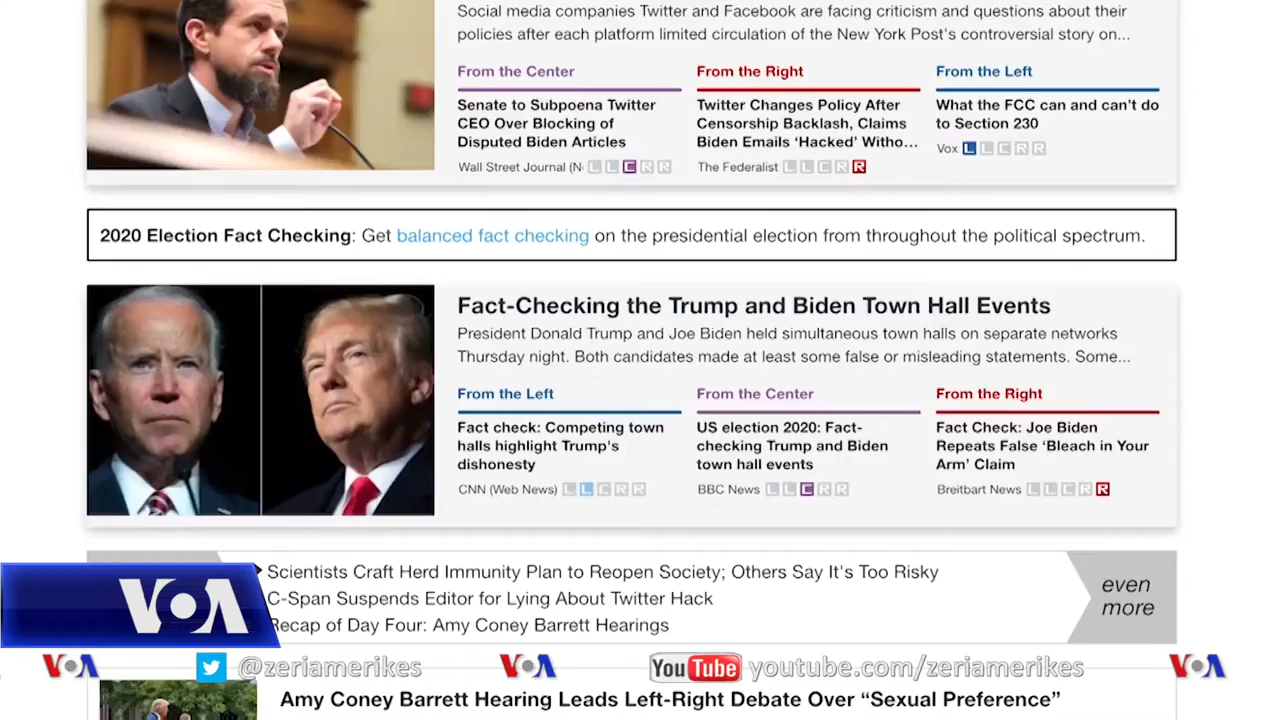 Social media companies Twitter and Facebook are facing criticism and questions about their
policies after each platform limited circulation of the New York Post's controversial story on...
From the Center
Senate to Subpoena Twitter
CEO Over Blocking of
Disputed Biden Articles
Wall Street Journal (N L L C R R
From the Right
Twitter Changes Policy After
Censorship Backlash, Claims
Biden Emails ‘Hacked’ Witho...
The Federalist L L C R R
From the Left
What the FCC can and can’t do
to Section 230
Vox L L C R R
2020 Election Fact Checking: Get balanced fact checking on the presidential election from throughout the political spectrum.
Fact-Checking the Trump and Biden Town Hall Events
President Donald Trump and Joe Biden held simultaneous town halls on separate networks
Thursday night. Both candidates made at least some false or misleading statements. Some...
From the Left
Fact check: Competing town
halls highlight Trump's
dishonesty
CNN (Web News) L L C R R
From the Center
US election 2020: Fact-
checking Trump and Biden
town hall events
BBC News L L C R R
From the Right
Fact Check: Joe Biden
Repeats False ‘Bleach in Your
Arm’ Claim
Breitbart News L L C R R
Scientists Craft Herd Immunity Plan to Reopen Society; Others Say It's Too Risky
C-Span Suspends Editor for Lying About Twitter Hack
Recap of Day Four: Amy Coney Barrett Hearings
even
more
VOA
VOA @zeriamerikes VOA YouTube youtube.com/zeriamerikes VOA
Amy Coney Barrett Hearing Leads Left-Right Debate Over “Sexual Preference”